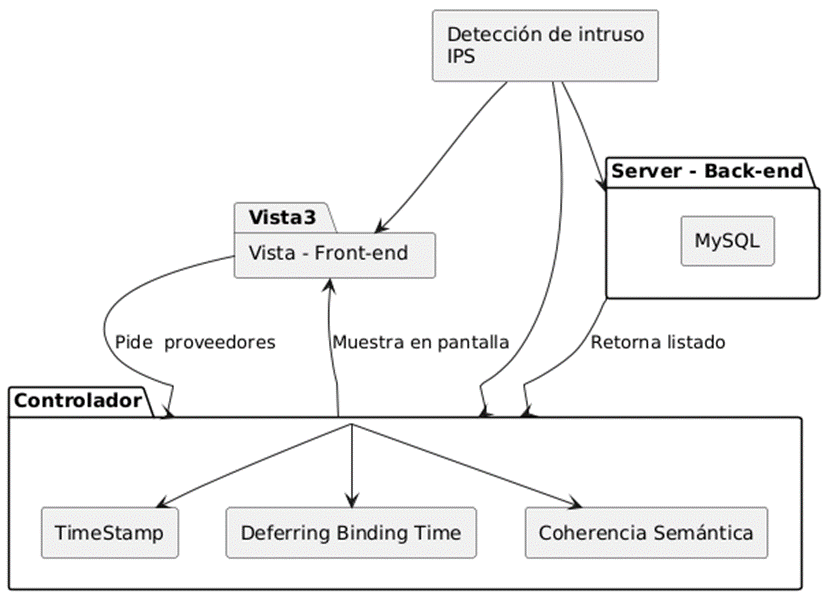 Detección de intruso
IPS
Server - Back-end
MySQL
Vista3
Vista - Front-end
Pide  proveedores
Muestra en pantalla
Retorna listado
Controlador
TimeStamp
Deferring Binding Time
Coherencia Semántica